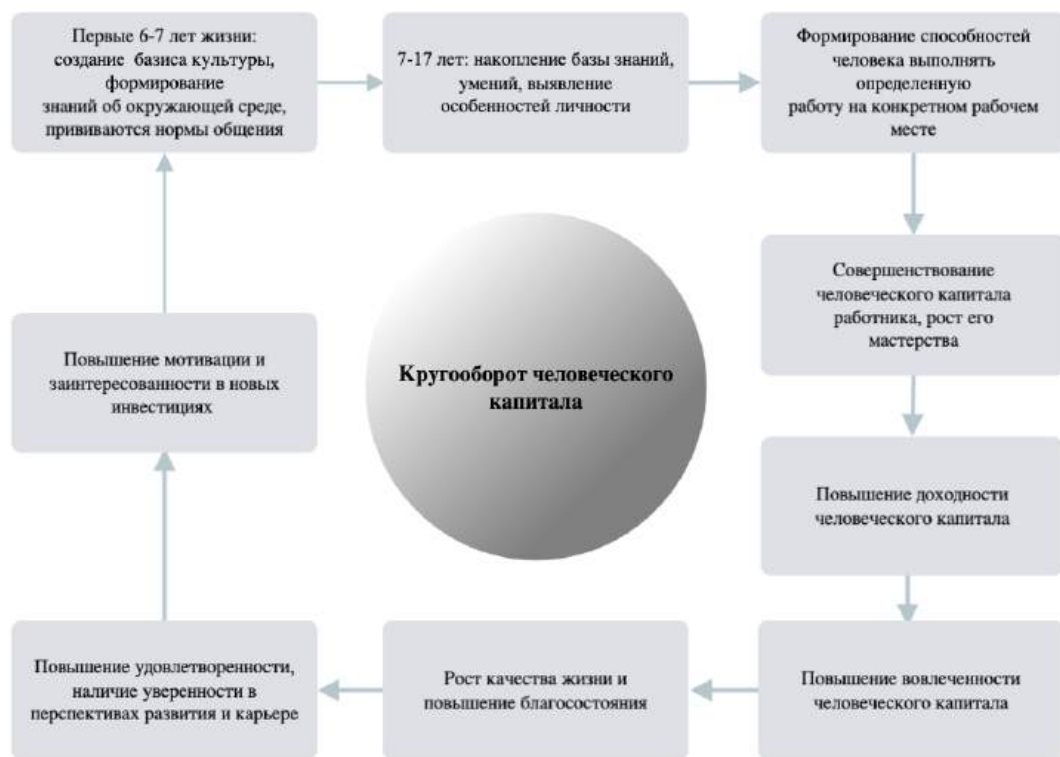 Первые 6-7 лет жизни:
создание базиса культуры,
формирование
знаний об окружающей среде,
прививаются нормы общения
7-17 лет: накопление базы знаний,
умений, выявление
особенностей личности
Формирование способностей
человека выполнять
определенную
работу на конкретном рабочем
месте
Совершенствование
человеческого капитала
работника, рост его
мастерства
Повышение мотивации и
заинтересованности в новых
инвестициях
Кругооборот человеческого
капитала
Повышение доходности
человеческого капитала
Повышение удовлетворенности,
наличие уверенности в
перспективах развития и карьере
Рост качества жизни и
повышение благосостояния
Повышение вовлеченности
человеческого капитала